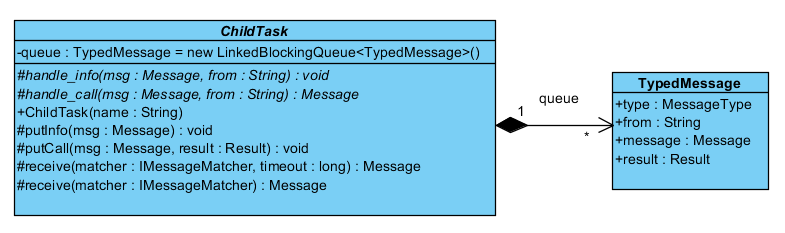 ChildTask
-queue : TypedMessage = new LinkedBlockingQueue<TypedMessage>()
#handle_info(msg : Message, from : String) : void
#handle_call(msg : Message, from : String) : Message
+ChildTask(name : String)
#putInfo(msg : Message) : void
#putCall(msg : Message, result : Result) : void
#receive(matcher : IMessageMatcher, timeout : long) : Message
#receive(matcher : IMessageMatcher) : Message
1
queue
*
TypedMessage
+type : MessageType
+from : String
+message : Message
+result : Result